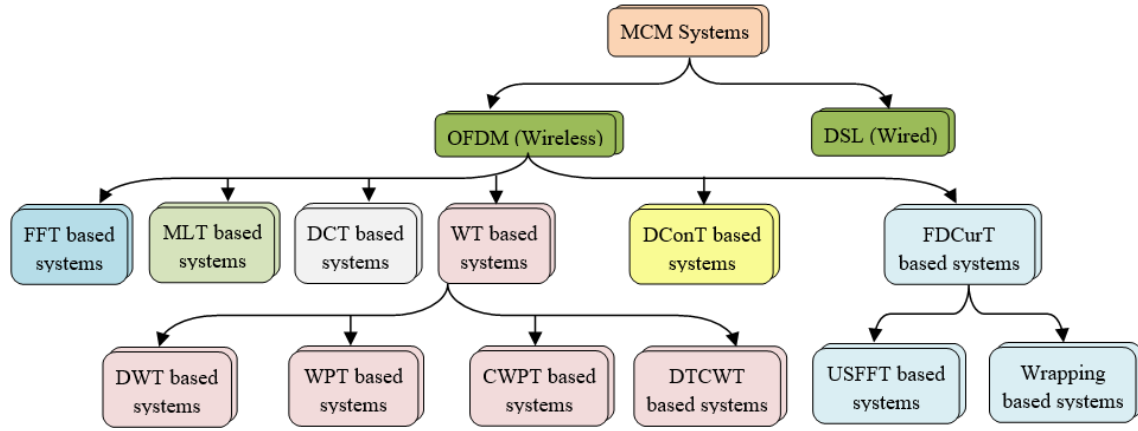 MCM Systems
OFDM (Wireless)
DSL (Wired)
FFT based
systems
MLT based
systems
DCT based
systems
WT based
systems
DConT based
systems
FDCurT
based systems
DWT based
systems
WPT based
systems
CWPT based
systems
DTCWT
based systems
USFFT based
systems
Wrapping
based systems